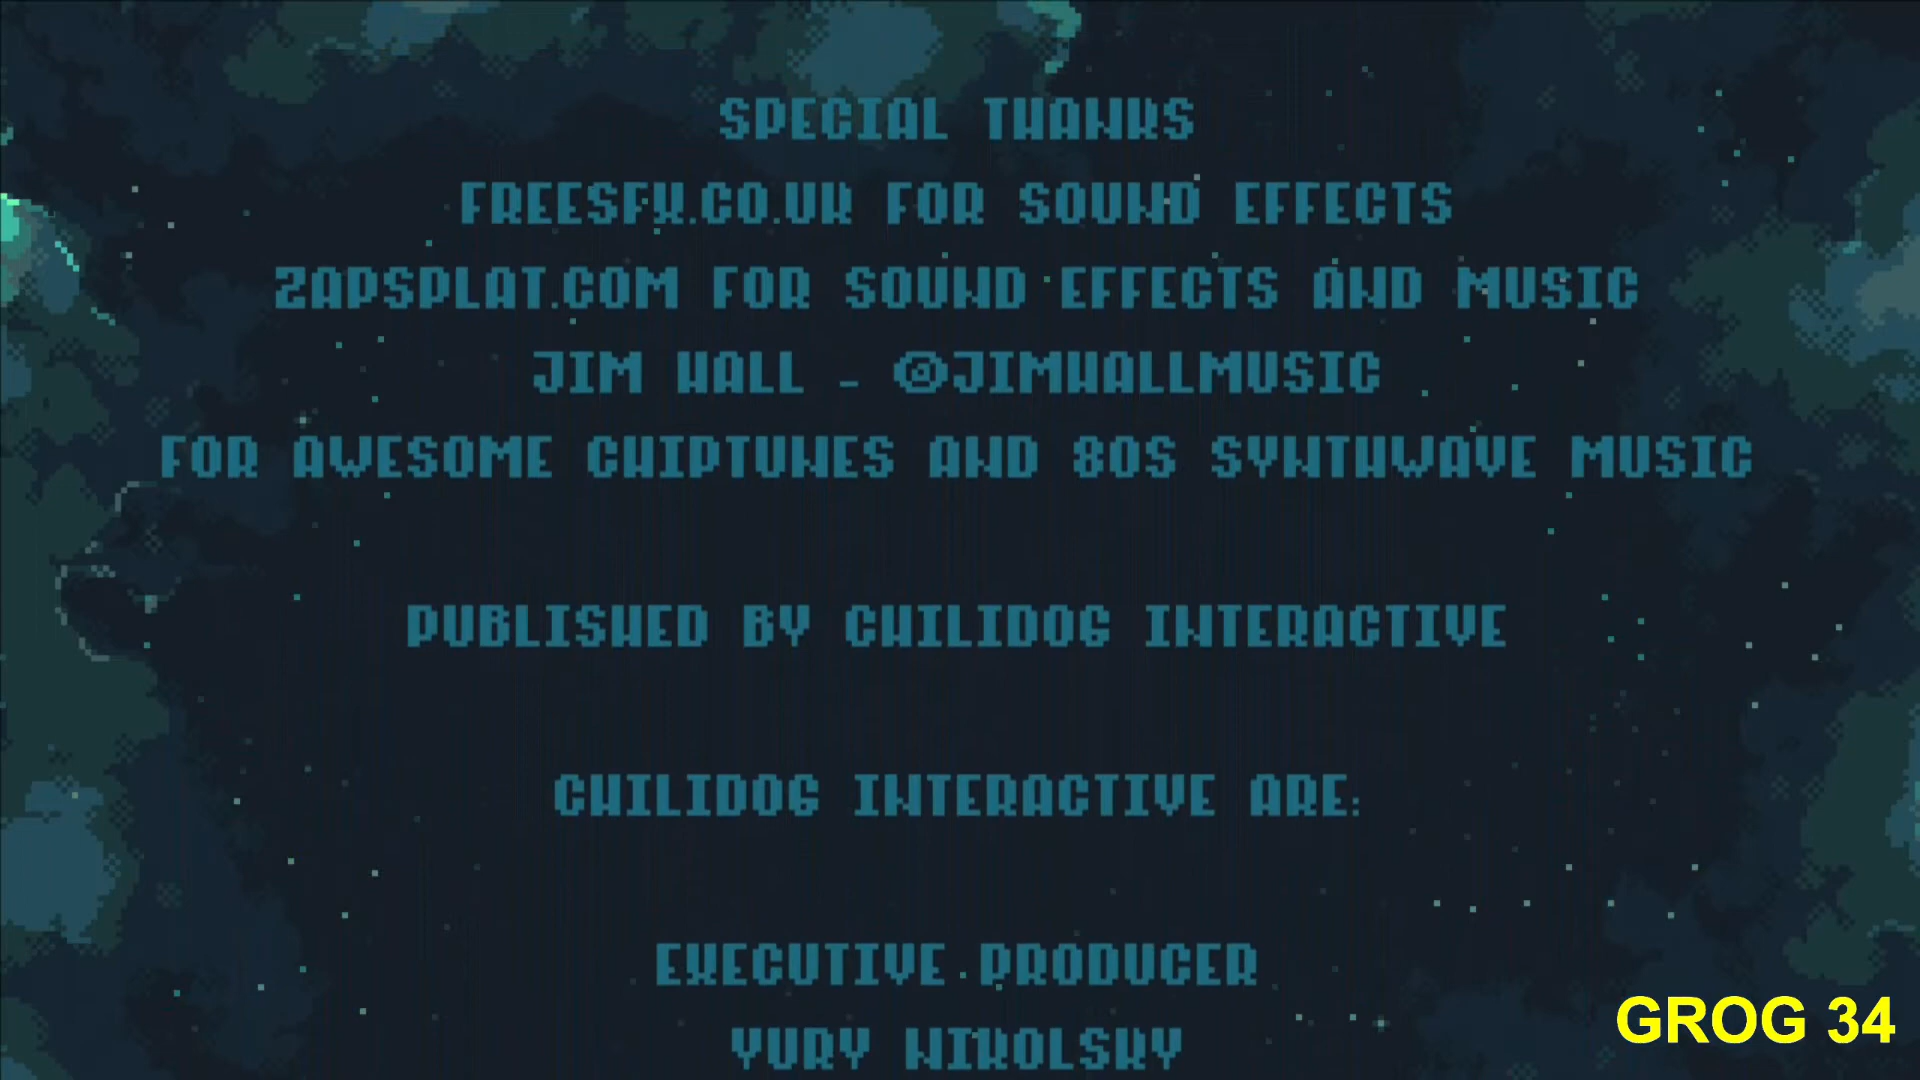 SPECIAL THANKS
FREESFX.CO.UK FOR SOUND EFFECTS
ZAPSPLAT.COM FOR SOUND EFFECTS AND MUSIC
JIM HALL - @JIMHALLMUSIC
FOR AWESOME CHIPTUNES AND 80S SYNTHWAVE MUSIC
PUBLISHED BY CHILIDOG INTERACTIVE
CHILIDOG INTERACTIVE ARE:
EXECUTIVE PRODUCER
YURY NIKOLSKY
GROG 34